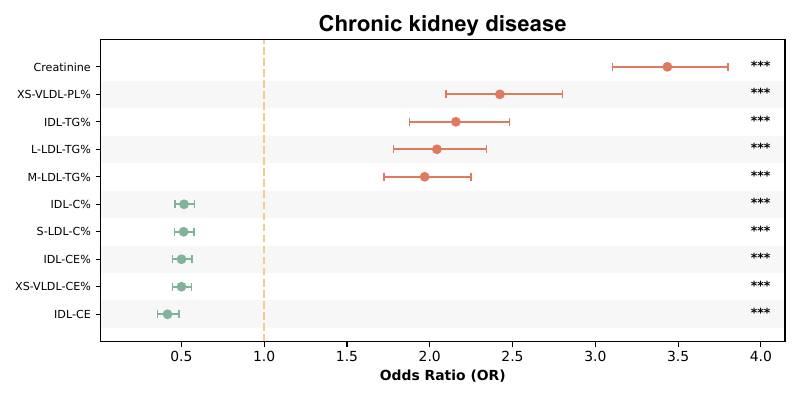 Chronic kidney disease
Creatinine ***
XS-VLDL-PL% ***
IDL-TG% ***
L-LDL-TG% ***
M-LDL-TG% ***
IDL-C% ***
S-LDL-C% ***
IDL-CE% ***
XS-VLDL-CE% ***
IDL-CE ***
0.5 1.0 1.5 2.0 2.5 3.0 3.5 4.0
Odds Ratio (OR)